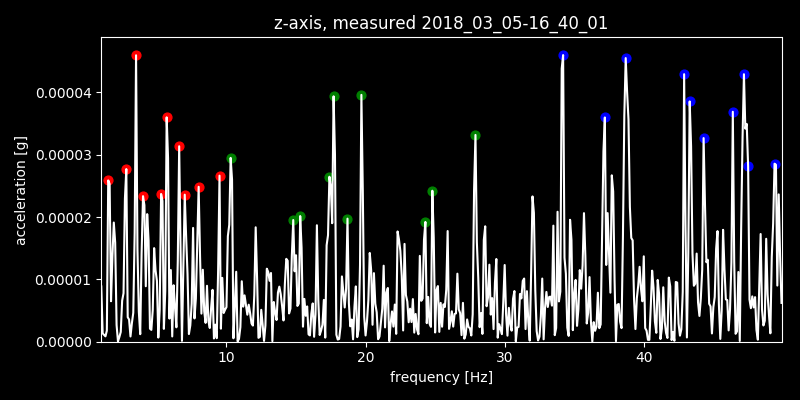 z-axis, measured 2018_03_05-16_40_01
acceleration [g]
0.00004
0.00003
0.00002
0.00001
0.00000
10 20 30 40
frequency [Hz]